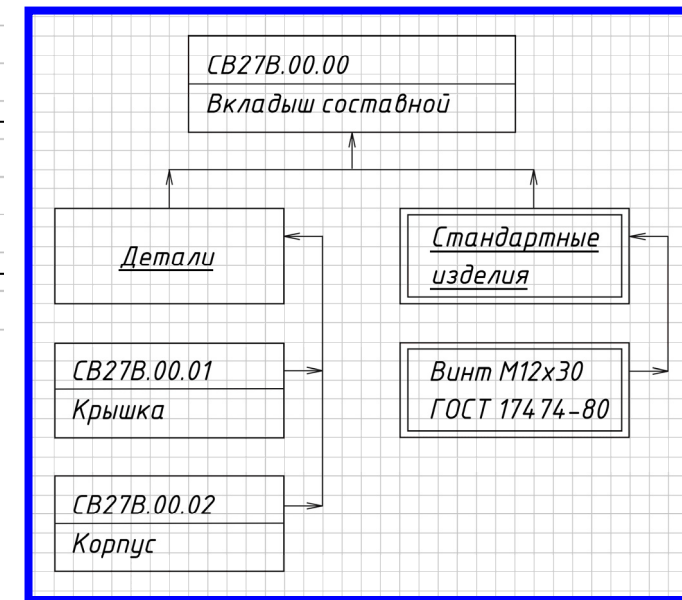 СВ27В.00.00
Вкладыш составной
Детали
Стандартные
изделия
СВ27В.00.01
Крышка
Винт М12х30
ГОСТ 17474-80
СВ27В.00.02
Корпус